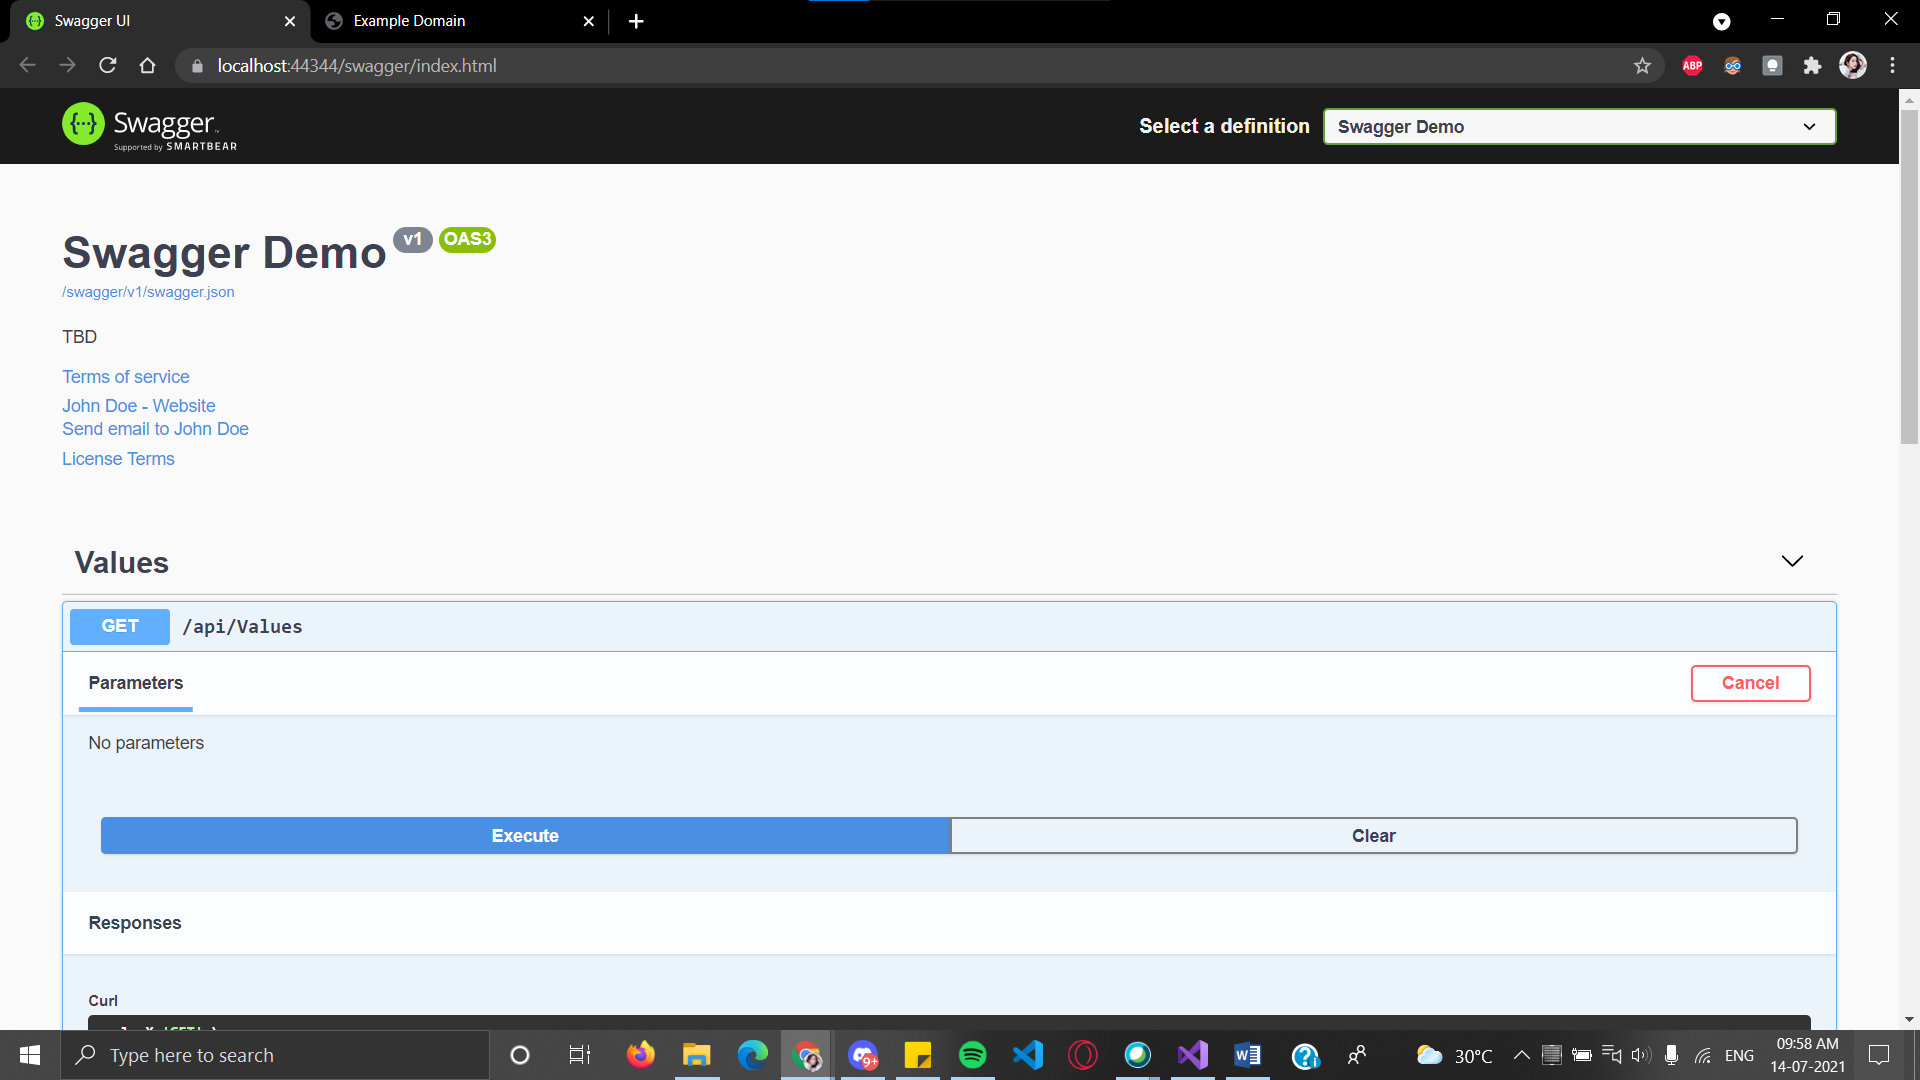 Swagger UI
Example Domain
localhost:44344/swagger/index.html
ABP
Swagger
Supported by SMARTBEAR
Select a definition
Swagger Demo
Swagger Demo v1 OAS3
/swagger/v1/swagger.json
TBD
Terms of service
John Doe - Website
Send email to John Doe
License Terms
Values
GET /api/Values
Parameters
Cancel
No parameters
Execute
Clear
Responses
Curl
Type here to search
9+
30°C
ENG
09:58 AM
14-07-2021